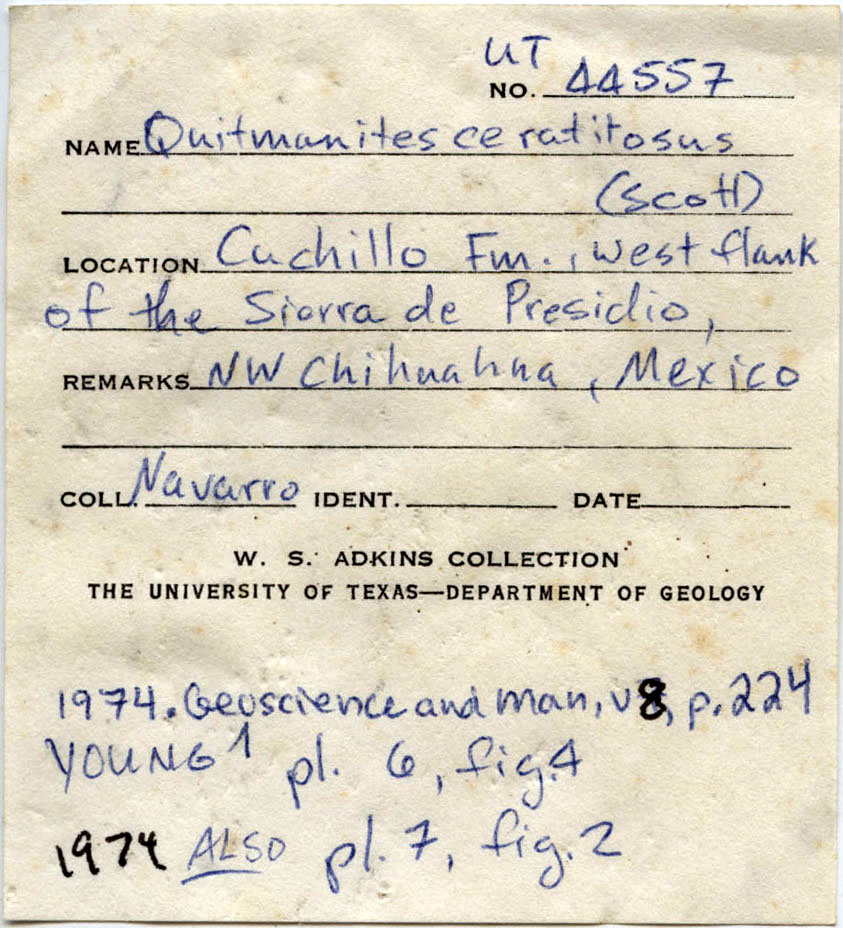 UT
NO. 44557
NAME Quitmanites ceratitosus
(Scott)
LOCATION Cuchillo Fm., west flank
of the Sierra de Presidio,
REMARKS NW Chihuahua, Mexico
COLL. Navarro IDENT. DATE
W. S. ADKINS COLLECTION
THE UNIVERSITY OF TEXAS—DEPARTMENT OF GEOLOGY
1974. Geoscience and Man, v8, p. 224
YOUNG 1 pl. 6, fig. 4
1974 ALSO pl. 7, fig. 2